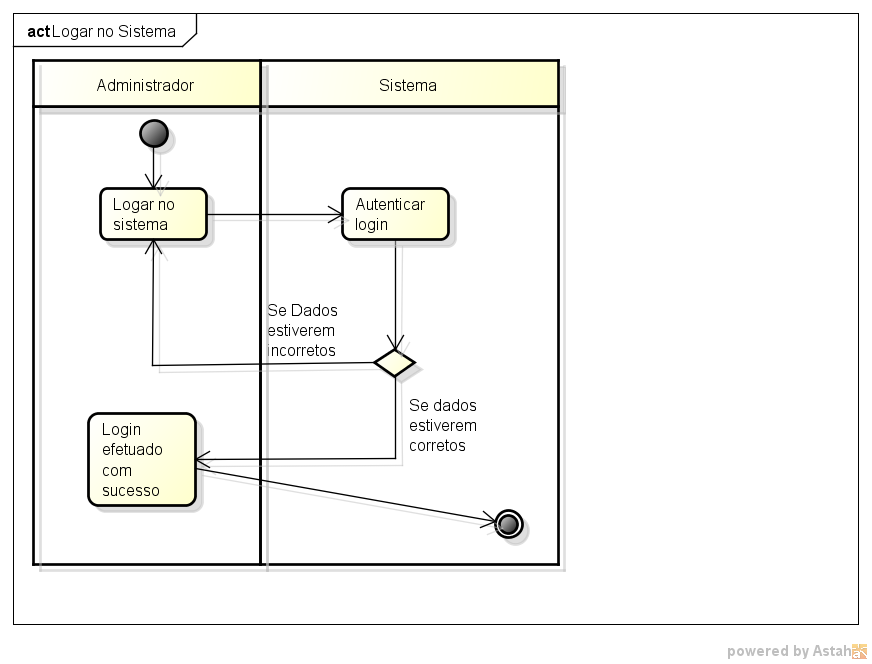 act Logar no Sistema
Administrador
Sistema
Logar no
sistema
Autenticar
login
Se Dados
estiverem
incorretos
Se dados
estiverem
corretos
Login
efetuado
com
sucesso
powered by Astah